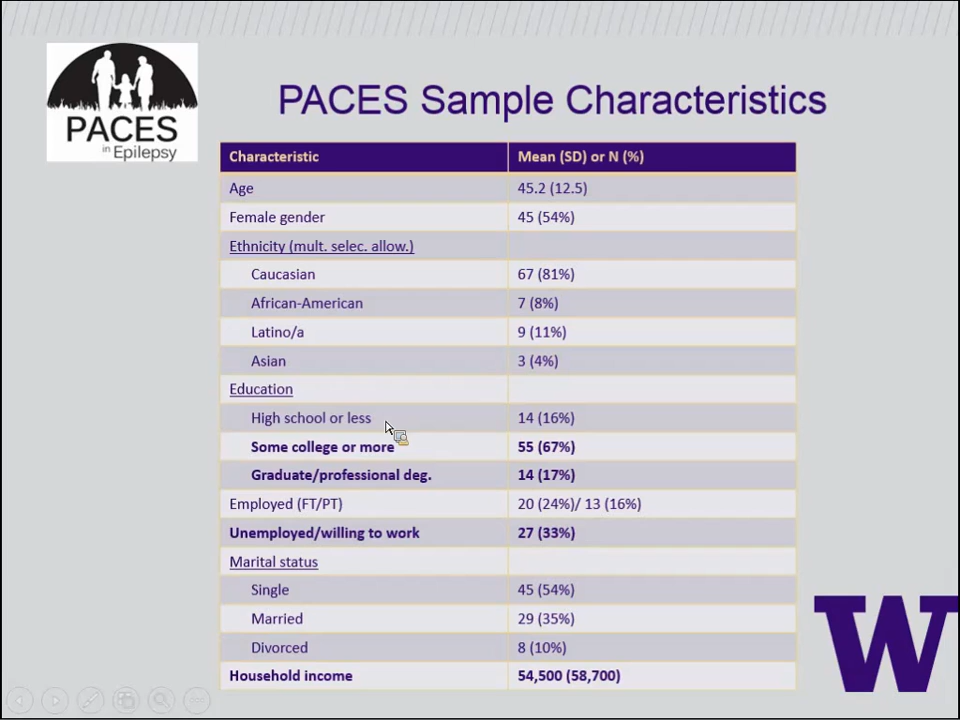 PACES
in Epilepsy
PACES Sample Characteristics
Characteristic Mean (SD) or N (%)
Age 45.2 (12.5)
Female gender 45 (54%)
Ethnicity (mult. selec. allow.)
Caucasian 67 (81%)
African-American 7 (8%)
Latino/a 9 (11%)
Asian 3 (4%)
Education
High school or less 14 (16%)
Some college or more 55 (67%)
Graduate/professional deg. 14 (17%)
Employed (FT/PT) 20 (24%)/ 13 (16%)
Unemployed/willing to work 27 (33%)
Marital status
Single 45 (54%)
Married 29 (35%)
Divorced 8 (10%)
Household income 54,500 (58,700)
W